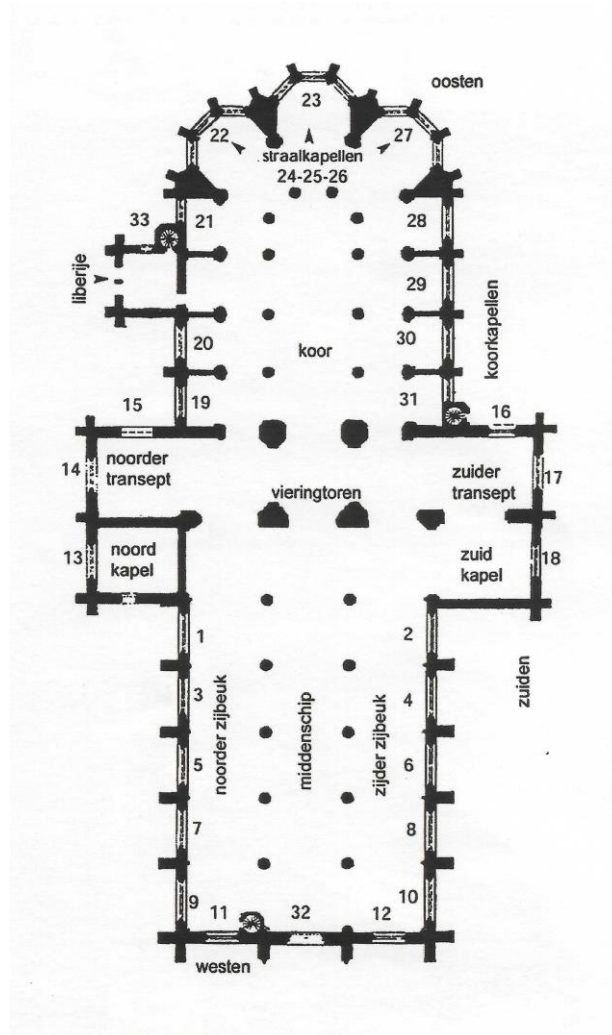 oosten
23
22
27
straalkapellen
24-25-26
33
21
28
liberije
29
koorkapellen
20
koor
30
19
31
15
16
14
noorder
transept
zuider
transept
17
vieringtoren
13
noord
kapel
zuid
kapel
18
1
2
zuiden
3
noorder zijbeuk
middenschip
zijder zijbeuk
4
5
6
7
8
9
10
11
32
12
westen